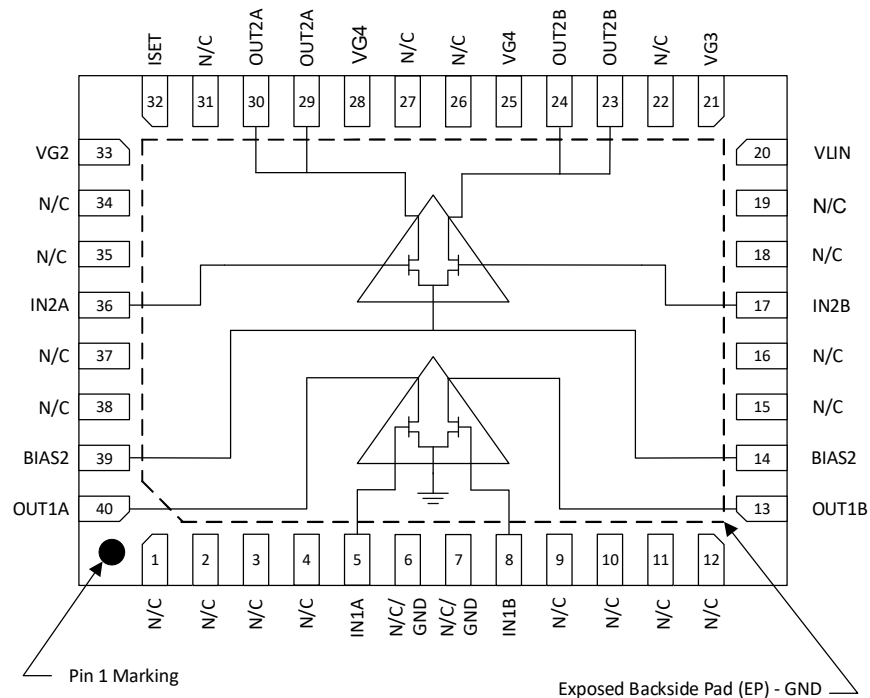 ISET
N/C
OUT2A
OUT2A
VG4
N/C
N/C
VG4
OUT2B
OUT2B
N/C
VG3
32
31
30
29
28
27
26
25
24
23
22
21
VG2 33
20 VLIN
N/C 34
19 N/C
N/C 35
18 N/C
IN2A 36
17 IN2B
N/C 37
16 N/C
N/C 38
15 N/C
BIAS2 39
14 BIAS2
OUT1A 40
13 OUT1B
1
2
3
4
5
6
7
8
9
10
11
12
N/C
N/C
N/C
N/C
IN1A
N/C/
GND
N/C/
GND
IN1B
N/C
N/C
N/C
N/C
Pin 1 Marking
Exposed Backside Pad (EP) - GND